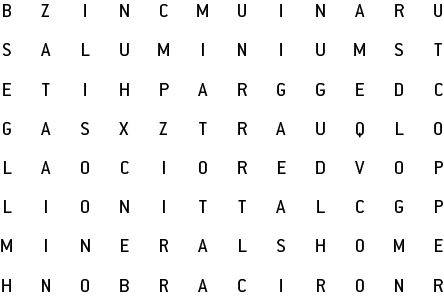 B Z I N C M U I N A R U
S A L U M I N I U M S T
E T I H P A R G G E D C
G A S X Z T R A U Q L O
L A O C I O R E D V O P
L I O N I T T A L C G P
M I N E R A L S H O M E
H N O B R A C I R O N R